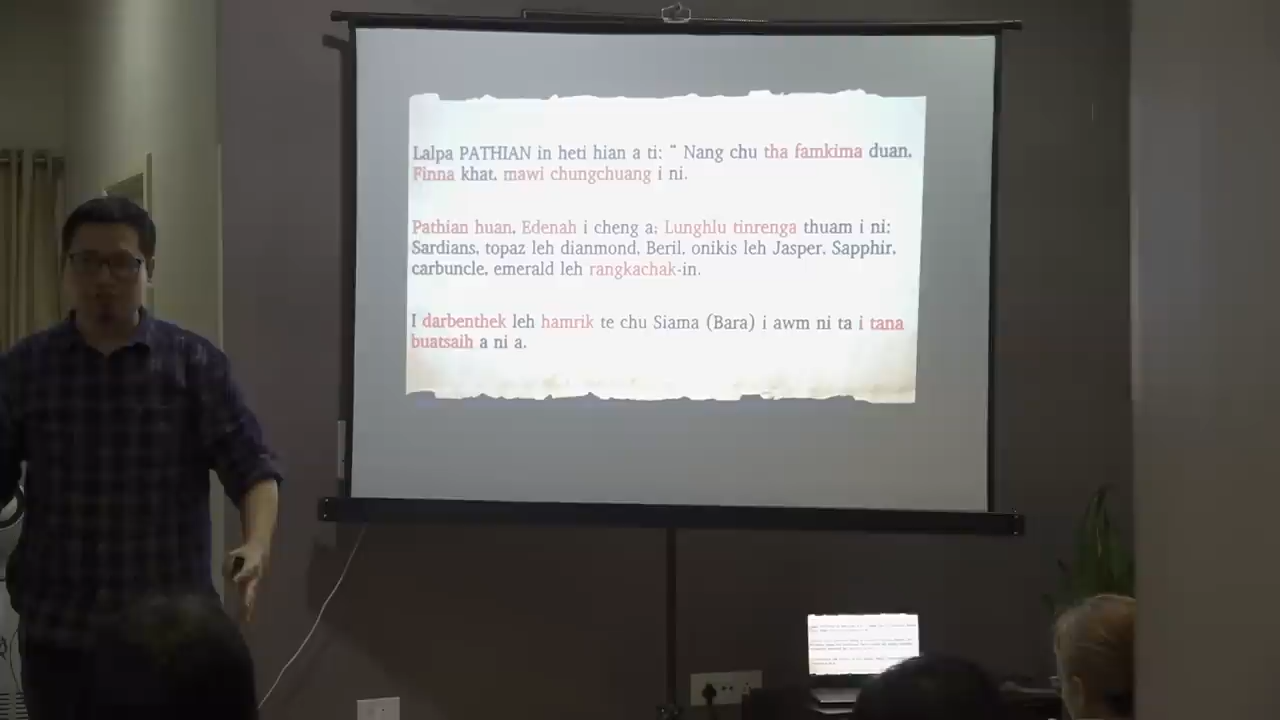 Lalpa PATHIAN in heti hian a ti: “ Nang chu tha famkima duan.
Finna khat. mawi chungchuang i ni.
Pathian huan. Edenah i cheng a; Lunghlu tinrenga thuam i ni:
Sardians, topaz leh dianmond. Beril. onikis leh Jasper. Sapphir.
carbuncle. emerald leh rangkachak-in.
I darbenthek leh hamrik te chu Siama (Bara) i awm ni ta i tana
buatsaih a ni a.